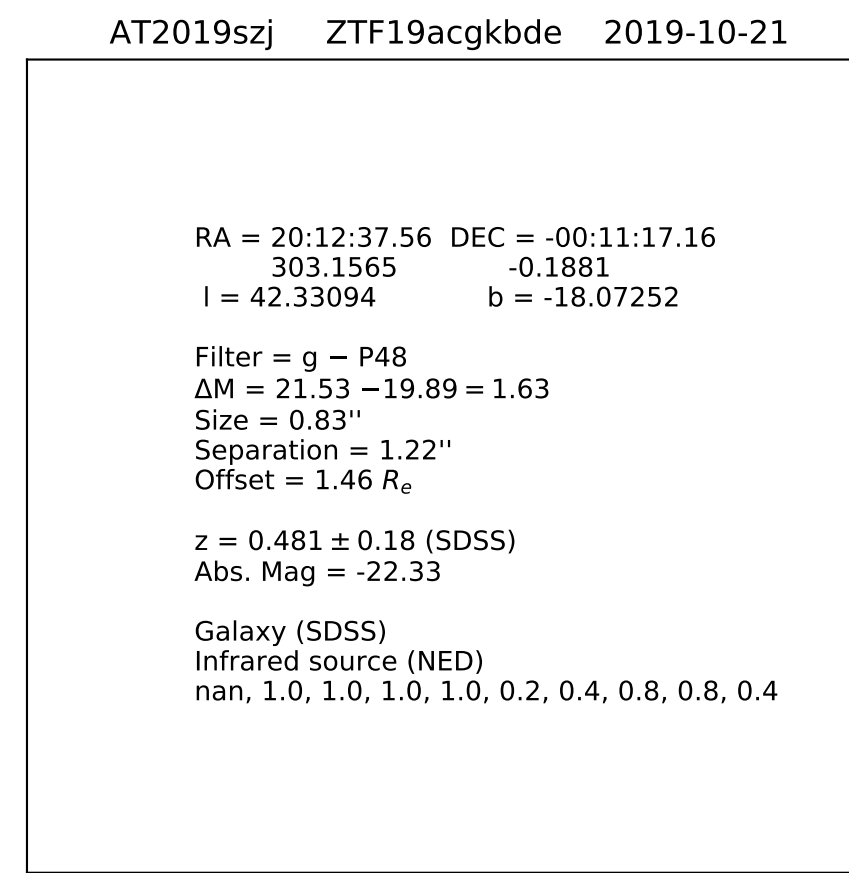 AT2019szj ZTF19acgkbde 2019-10-21
RA = 20:12:37.56 DEC = -00:11:17.16
303.1565 -0.1881
l = 42.33094 b = -18.07252
Filter = g − P48
ΔM = 21.53 −19.89 = 1.63
Size = 0.83''
Separation = 1.22''
Offset = 1.46 Rₑ
z = 0.481 ± 0.18 (SDSS)
Abs. Mag = -22.33
Galaxy (SDSS)
Infrared source (NED)
nan, 1.0, 1.0, 1.0, 1.0, 0.2, 0.4, 0.8, 0.8, 0.4